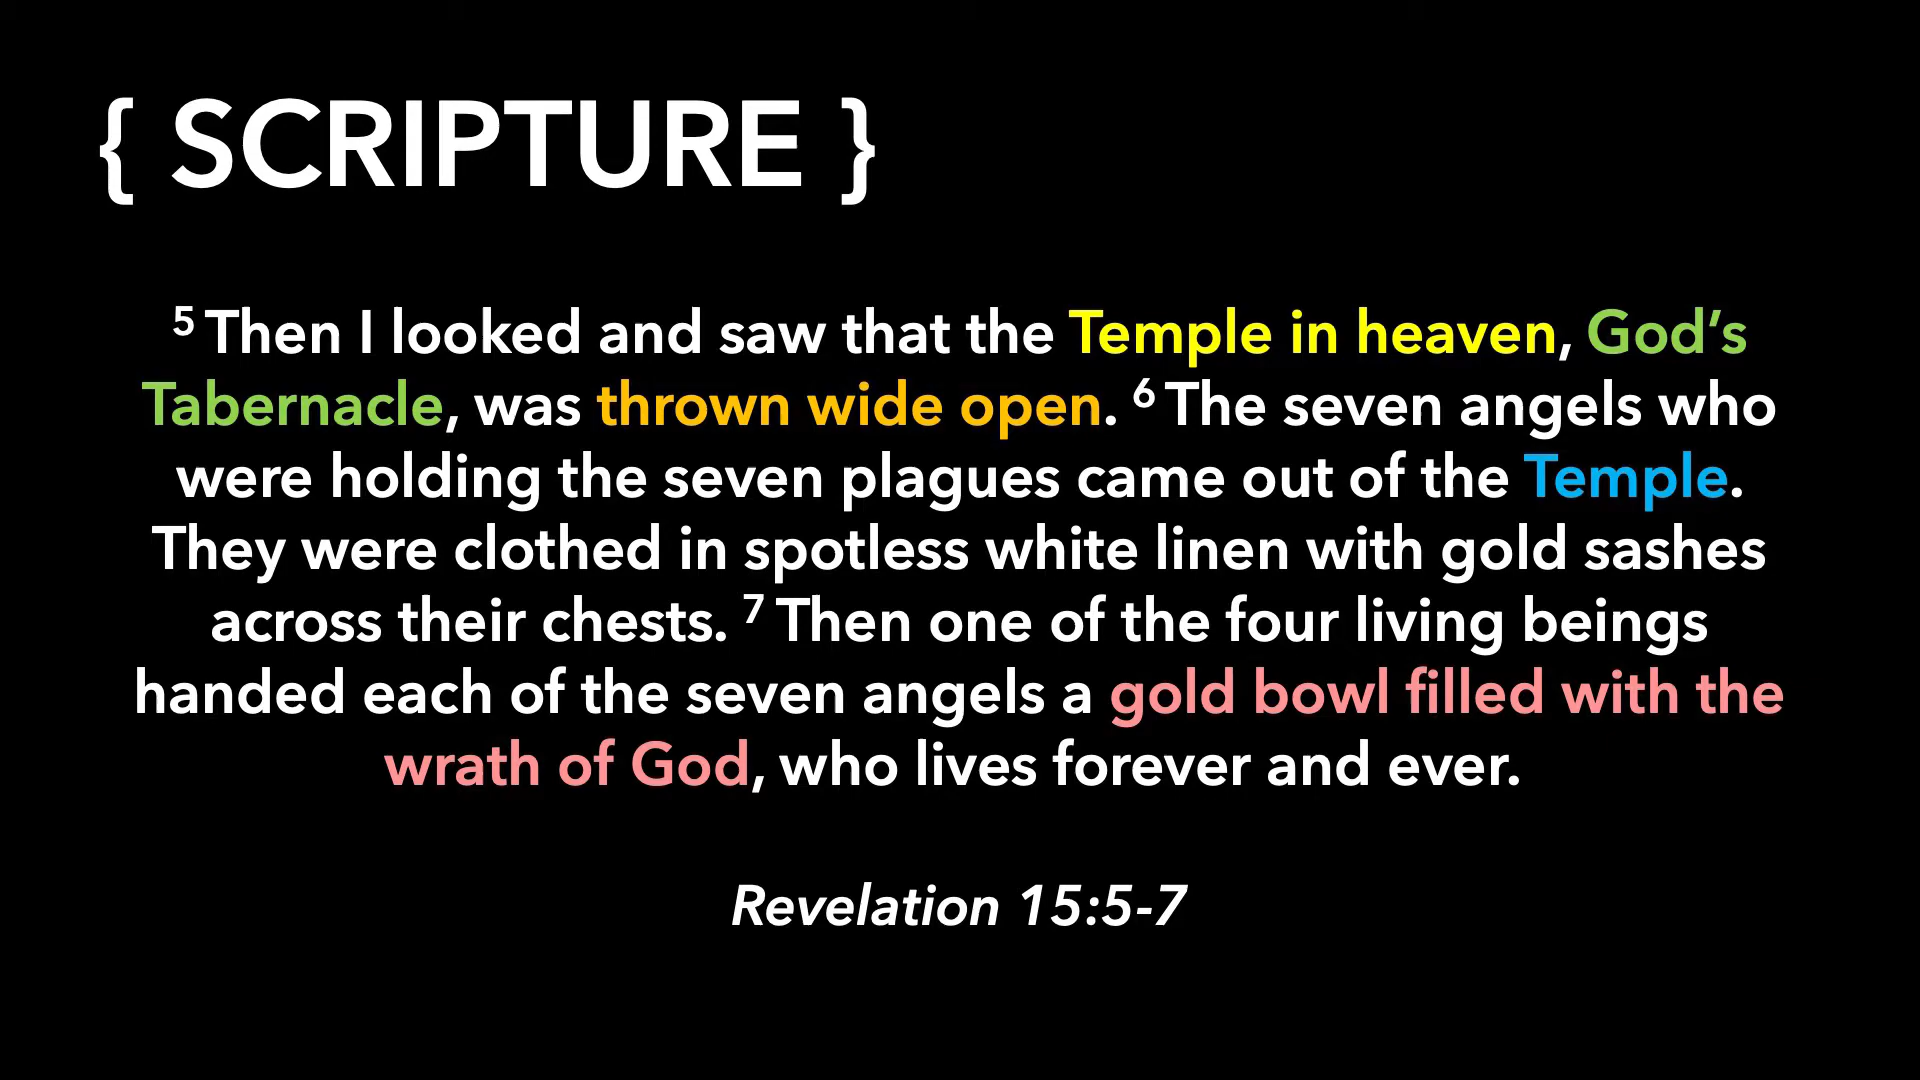 { SCRIPTURE }
5 Then I looked and saw that the Temple in heaven, God’s
Tabernacle, was thrown wide open. 6 The seven angels who
were holding the seven plagues came out of the Temple.
They were clothed in spotless white linen with gold sashes
across their chests. 7 Then one of the four living beings
handed each of the seven angels a gold bowl filled with the
wrath of God, who lives forever and ever.
Revelation 15:5-7